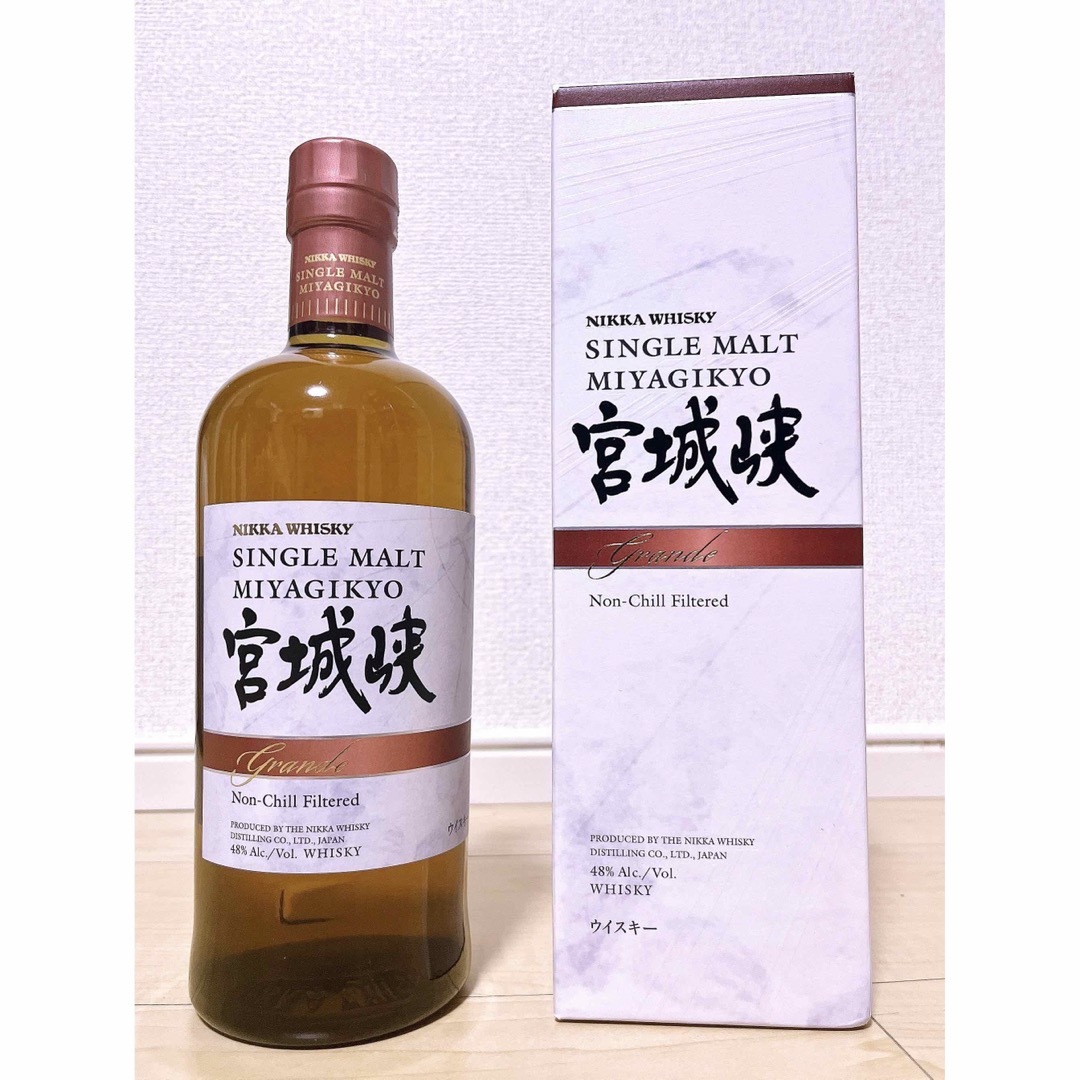 NIKKA WHISKY
SINGLE MALT
MIYAGIKYO
NIKKA WHISKY
SINGLE MALT
MIYAGIKYO
宮城峡
Grande
Non-Chill Filtered
PRODUCED BY THE NIKKA WHISKY
DISTILLING CO., LTD., JAPAN
48% Alc./Vol. WHISKY
ウイスキー
NIKKA WHISKY
SINGLE MALT
MIYAGIKYO
宮城峡
Grande
Non-Chill Filtered
PRODUCED BY THE NIKKA WHISKY
DISTILLING CO., LTD., JAPAN
48% Alc./Vol.
WHISKY
ウイスキー